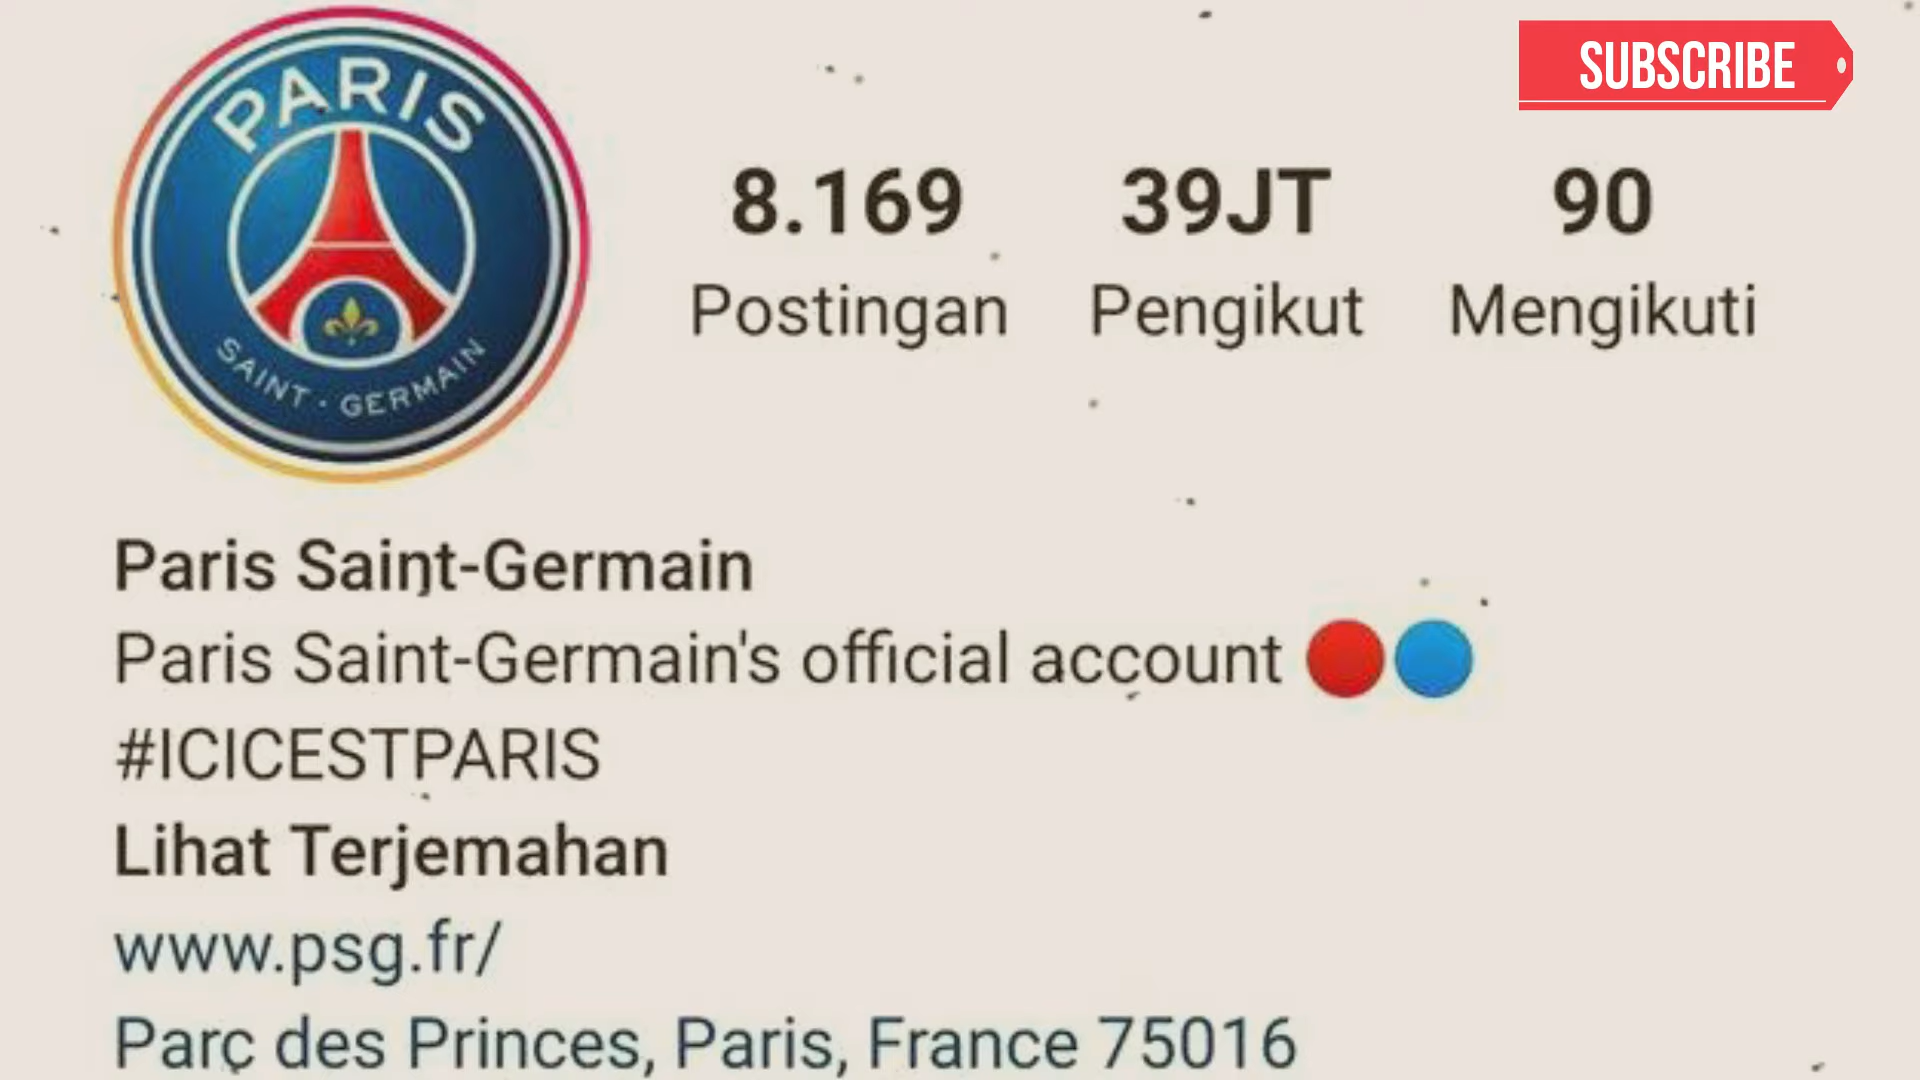 PARIS
SAINT · GERMAIN
SUBSCRIBE
8.169 39JT 90
Postingan Pengikut Mengikuti
Paris Saint-Germain
Paris Saint-Germain's official account 🔴🔵
#ICICESTPARIS
Lihat Terjemahan
www.psg.fr/
Parc des Princes, Paris, France 75016